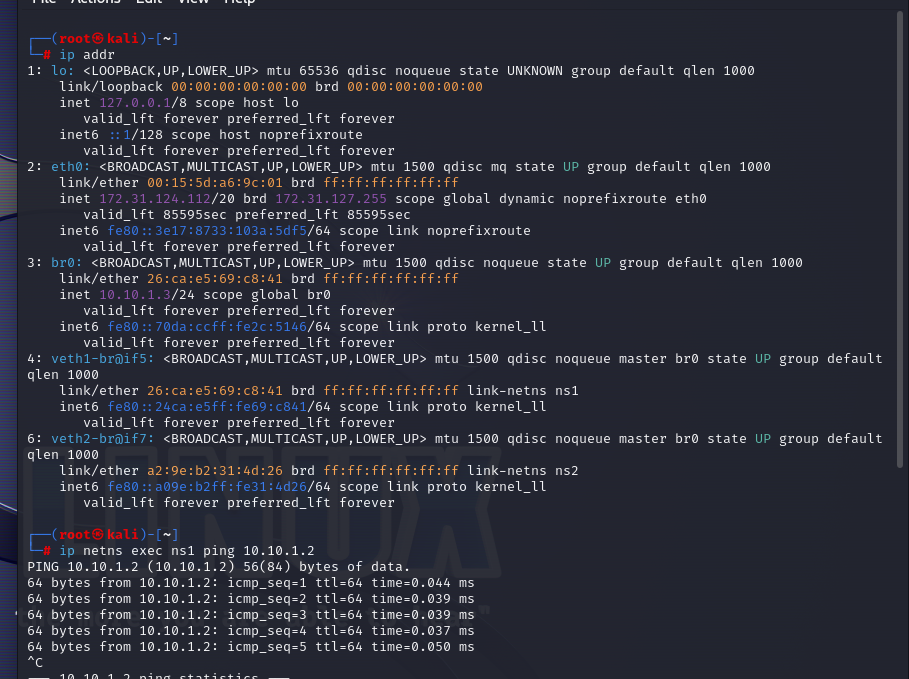 File Actions Edit View Help
┌──(root㉿kali)-[~]
└─# ip addr
1: lo: <LOOPBACK,UP,LOWER_UP> mtu 65536 qdisc noqueue state UNKNOWN group default qlen 1000
link/loopback 00:00:00:00:00:00 brd 00:00:00:00:00:00
inet 127.0.0.1/8 scope host lo
valid_lft forever preferred_lft forever
inet6 ::1/128 scope host noprefixroute
valid_lft forever preferred_lft forever
2: eth0: <BROADCAST,MULTICAST,UP,LOWER_UP> mtu 1500 qdisc mq state UP group default qlen 1000
link/ether 00:15:5d:a6:9c:01 brd ff:ff:ff:ff:ff:ff
inet 172.31.124.112/20 brd 172.31.127.255 scope global dynamic noprefixroute eth0
valid_lft 85595sec preferred_lft 85595sec
inet6 fe80::3e17:8733:103a:5df5/64 scope link noprefixroute
valid_lft forever preferred_lft forever
3: br0: <BROADCAST,MULTICAST,UP,LOWER_UP> mtu 1500 qdisc noqueue state UP group default qlen 1000
link/ether 26:ca:e5:69:c8:41 brd ff:ff:ff:ff:ff:ff
inet 10.10.1.3/24 scope global br0
valid_lft forever preferred_lft forever
inet6 fe80::70da:ccff:fe2c:5146/64 scope link proto kernel_ll
valid_lft forever preferred_lft forever
4: veth1-br@if5: <BROADCAST,MULTICAST,UP,LOWER_UP> mtu 1500 qdisc noqueue master br0 state UP group default
qlen 1000
link/ether 26:ca:e5:69:c8:41 brd ff:ff:ff:ff:ff:ff link-netns ns1
inet6 fe80::24ca:e5ff:fe69:c841/64 scope link proto kernel_ll
valid_lft forever preferred_lft forever
6: veth2-br@if7: <BROADCAST,MULTICAST,UP,LOWER_UP> mtu 1500 qdisc noqueue master br0 state UP group default
qlen 1000
link/ether a2:9e:b2:31:4d:26 brd ff:ff:ff:ff:ff:ff link-netns ns2
inet6 fe80::a09e:b2ff:fe31:4d26/64 scope link proto kernel_ll
valid_lft forever preferred_lft forever
┌──(root㉿kali)-[~]
└─# ip netns exec ns1 ping 10.10.1.2
PING 10.10.1.2 (10.10.1.2) 56(84) bytes of data.
64 bytes from 10.10.1.2: icmp_seq=1 ttl=64 time=0.044 ms
64 bytes from 10.10.1.2: icmp_seq=2 ttl=64 time=0.039 ms
64 bytes from 10.10.1.2: icmp_seq=3 ttl=64 time=0.039 ms
64 bytes from 10.10.1.2: icmp_seq=4 ttl=64 time=0.037 ms
64 bytes from 10.10.1.2: icmp_seq=5 ttl=64 time=0.050 ms
^C
--- 10.10.1.2 ping statistics ---